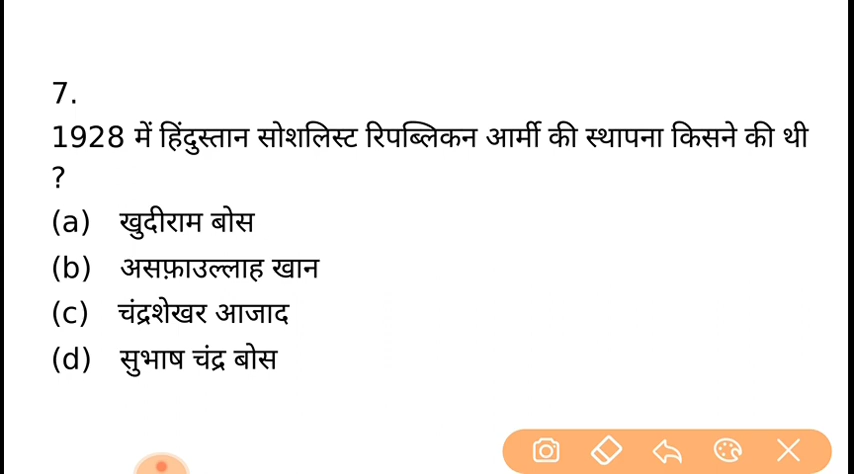 7.
1928 में हिंदुस्तान सोशलिस्ट रिपब्लिकन आर्मी की स्थापना किसने की थी
?
(a) खुदीराम बोस
(b) असफ़ाउल्लाह खान
(c) चंद्रशेखर आजाद
(d) सुभाष चंद्र बोस